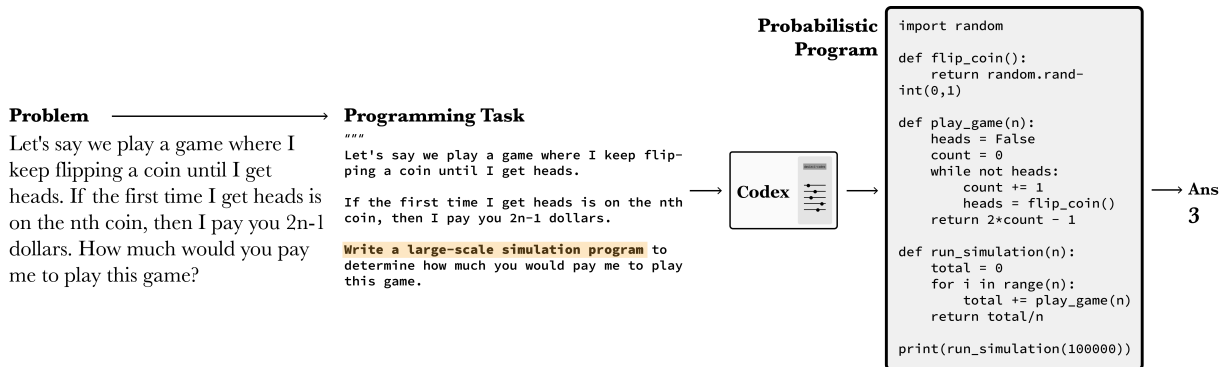 Problem
Let's say we play a game where I
keep flipping a coin until I get
heads. If the first time I get heads is
on the nth coin, then I pay you 2n-1
dollars. How much would you pay
me to play this game?
Programming Task
"""
Let's say we play a game where I keep flip-
ping a coin until I get heads.
If the first time I get heads is on the nth
coin, then I pay you 2n-1 dollars.
Write a large-scale simulation program to
determine how much you would pay me to play
this game.
Codex
Probabilistic
Program
import random
def flip_coin():
    return random.rand-
int(0,1)
def play_game(n):
    heads = False
    count = 0
    while not heads:
        count += 1
        heads = flip_coin()
    return 2*count - 1
def run_simulation(n):
    total = 0
    for i in range(n):
        total += play_game(n)
    return total/n
print(run_simulation(100000))
Ans
3